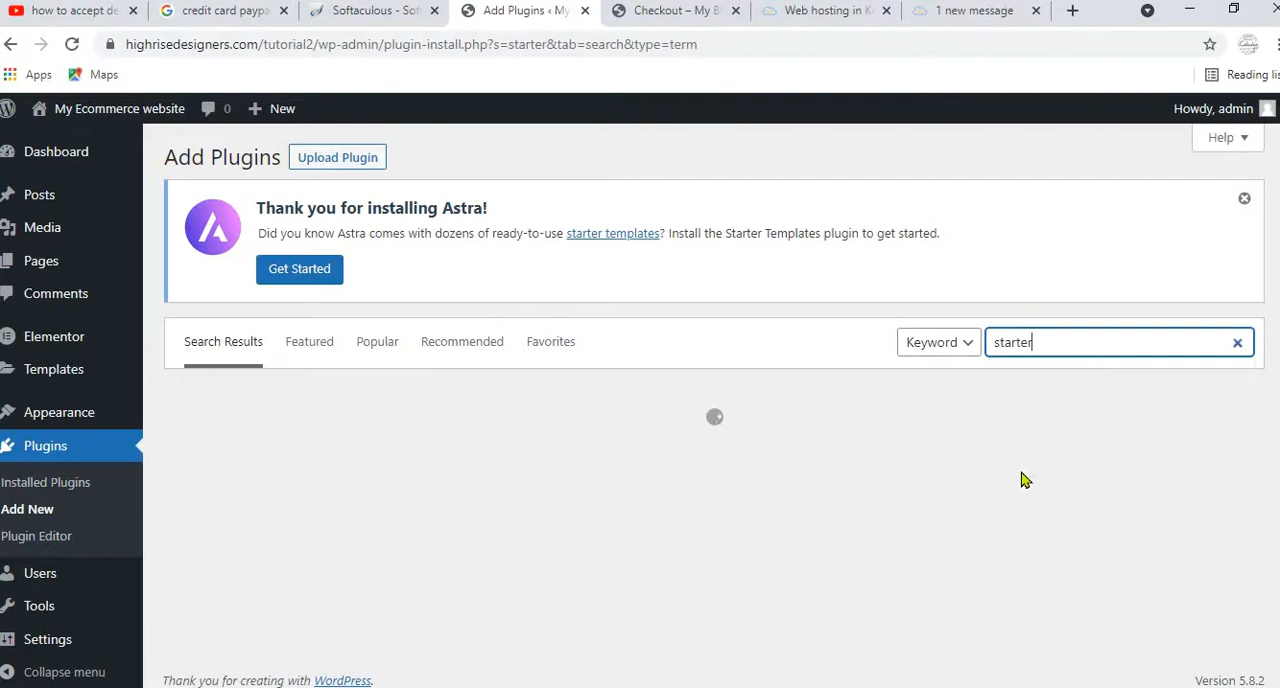 how to accept de
credit card paypa
Softaculous - Sof
Add Plugins ‹ My
Checkout – My B
Web hosting in K
1 new message
highrisedesigners.com/tutorial2/wp-admin/plugin-install.php?s=starter&tab=search&type=term
Apps
Maps
Reading lis
My Ecommerce website
0
New
Howdy, admin
Dashboard
Posts
Media
Pages
Comments
Elementor
Templates
Appearance
Plugins
Installed Plugins
Add New
Plugin Editor
Users
Tools
Settings
Collapse menu
Help
Add Plugins
Upload Plugin
Thank you for installing Astra!
Did you know Astra comes with dozens of ready-to-use starter templates? Install the Starter Templates plugin to get started.
Get Started
Search Results
Featured
Popular
Recommended
Favorites
Keyword
starter
Thank you for creating with WordPress.
Version 5.8.2